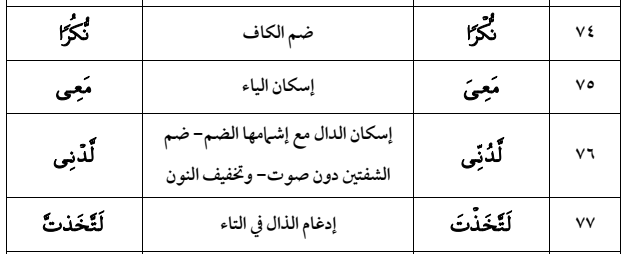 ٧٤ نُّكْرًا ضم الكاف نُّكُرًا
٧٥ مَعِىَ إسكان الياء مَعِى
٧٦ لَّدُنِّى إسكان الدال مع إشمامها الضم– ضم
الشفتين دون صوت– وتخفيف النون لَّدْنِى
٧٧ لَتَّخَذْتَ إدغام الذال في التاء لَتَّخَذتَّ